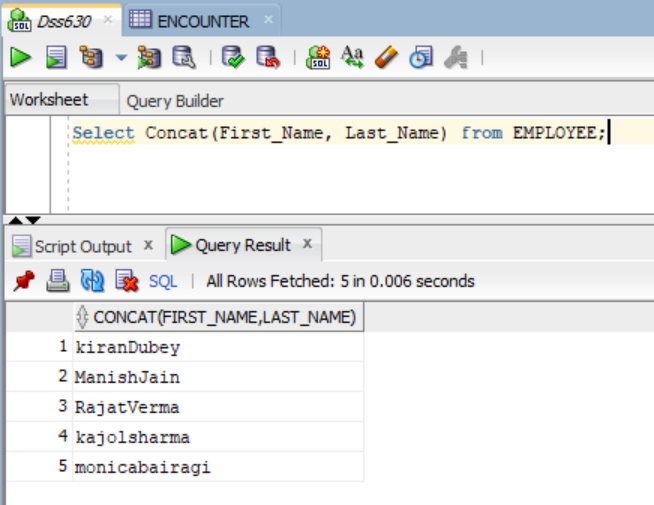 Dss630 × ENCOUNTER ×
Worksheet Query Builder
Select Concat(First_Name, Last_Name) from EMPLOYEE;
Script Output x Query Result x
SQL | All Rows Fetched: 5 in 0.006 seconds
CONCAT(FIRST_NAME,LAST_NAME)
1 kiranDubey
2 ManishJain
3 RajatVerma
4 kajolsharma
5 monicabairagi